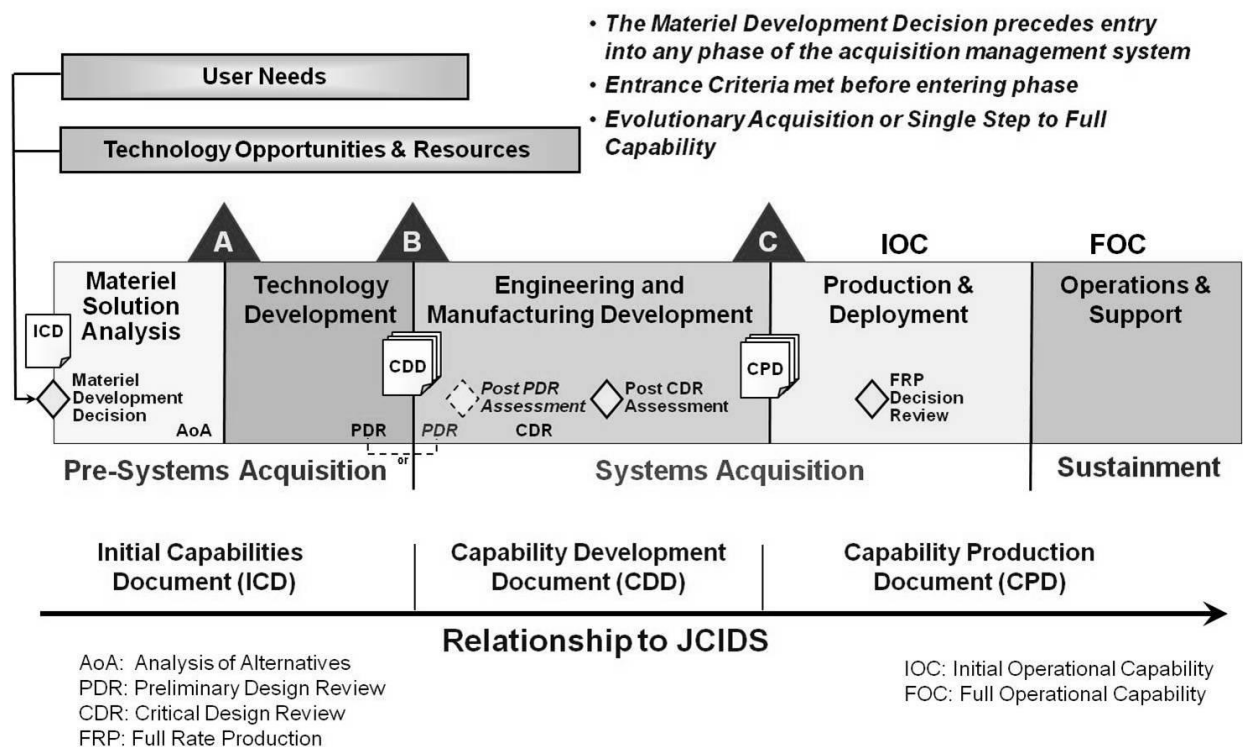 • The Materiel Development Decision precedes entry
into any phase of the acquisition management system
• Entrance Criteria met before entering phase
• Evolutionary Acquisition or Single Step to Full
Capability
User Needs
Technology Opportunities & Resources
A
B
C
IOC
FOC
Materiel
Solution
Analysis
Technology
Development
Engineering and
Manufacturing Development
Production &
Deployment
Operations &
Support
ICD
CDD
CPD
Materiel
Development
Decision
Post PDR
Assessment
Post CDR
Assessment
FRP
Decision
Review
AoA
PDR
PDR
CDR
or
Pre-Systems Acquisition
Systems Acquisition
Sustainment
Initial Capabilities
Document (ICD)
Capability Development
Document (CDD)
Capability Production
Document (CPD)
Relationship to JCIDS
AoA: Analysis of Alternatives
PDR: Preliminary Design Review
CDR: Critical Design Review
FRP: Full Rate Production
IOC: Initial Operational Capability
FOC: Full Operational Capability